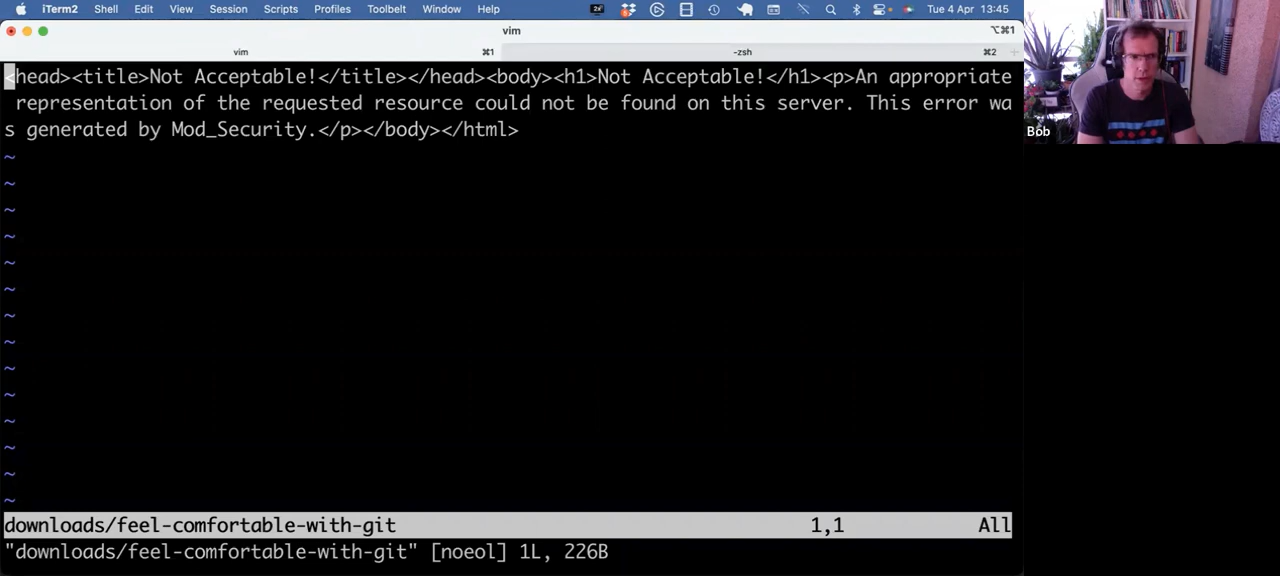 iTerm2 Shell Edit View Session Scripts Profiles Toolbelt Window Help Tue 4 Apr 13:45
vim ⌥⌘1
vim ⌘1 -zsh ⌘2
<head><title>Not Acceptable!</title></head><body><h1>Not Acceptable!</h1><p>An appropriate
representation of the requested resource could not be found on this server. This error wa
s generated by Mod_Security.</p></body></html>
~
~
~
~
~
~
~
~
~
~
~
~
~
~
downloads/feel-comfortable-with-git 1,1 All
"downloads/feel-comfortable-with-git" [noeol] 1L, 226B
Bob